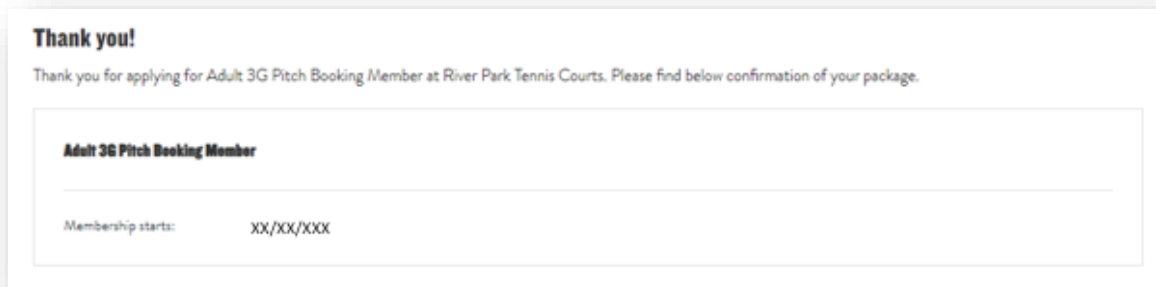 Thank you!
Thank you for applying for Adult 3G Pitch Booking Member at River Park Tennis Courts. Please find below confirmation of your package.
Adult 3G Pitch Booking Member
Membership starts: XX/XX/XXX